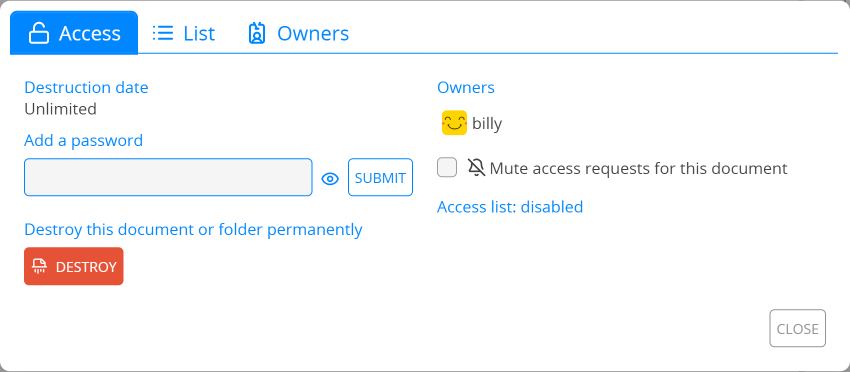 Access
List
Owners
Destruction date
Unlimited
Add a password
SUBMIT
Destroy this document or folder permanently
DESTROY
Owners
billy
Mute access requests for this document
Access list: disabled
CLOSE